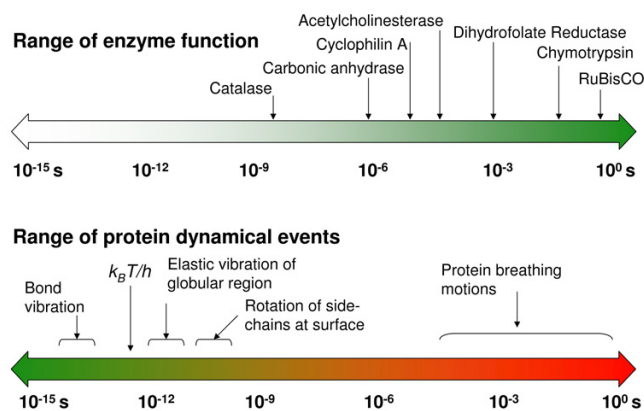 Range of enzyme function
Acetylcholinesterase
Cyclophilin A
Carbonic anhydrase
Catalase
Dihydrofolate Reductase
Chymotrypsin
RuBisCO
10⁻¹⁵ s
10⁻¹²
10⁻⁹
10⁻⁶
10⁻³
10⁰ s
Range of protein dynamical events
Bond
vibration
k_BT/h
Elastic vibration of
globular region
Rotation of side-
chains at surface
Protein breathing
motions
10⁻¹⁵ s
10⁻¹²
10⁻⁹
10⁻⁶
10⁻³
10⁰ s